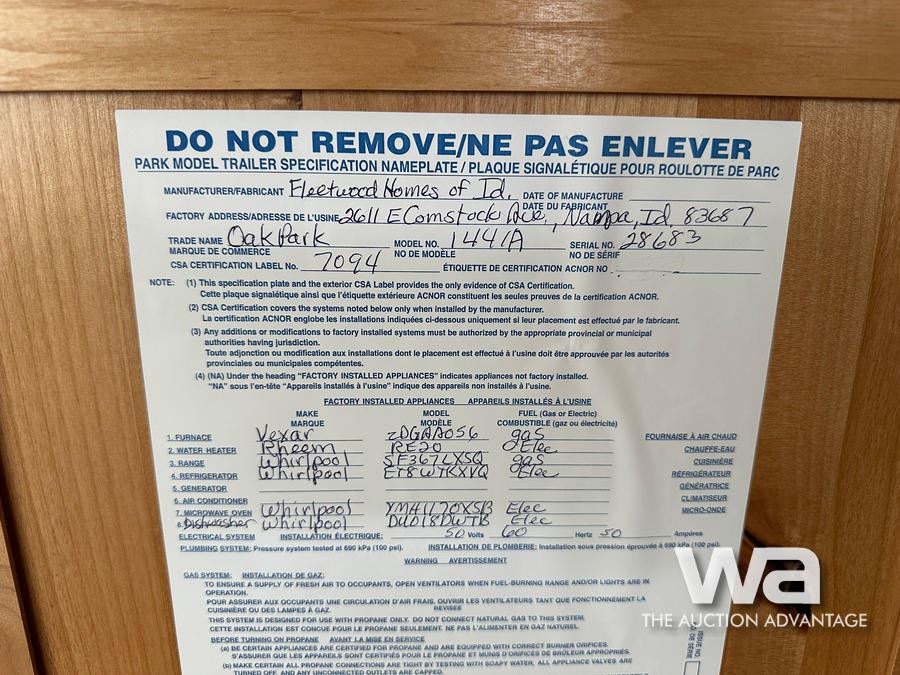 DO NOT REMOVE/NE PAS ENLEVER
PARK MODEL TRAILER SPECIFICATION NAMEPLATE / PLAQUE SIGNALÉTIQUE POUR ROULOTTE DE PARC
MANUFACTURER/FABRICANT Fleetwood Homes of Id. DATE OF MANUFACTURE
DATE DU FABRICANT
FACTORY ADDRESS/ADRESSE DE L'USINE 2611 E Comstock Ave, Nampa, Id 83687
TRADE NAME Oak Park MODEL NO. 1441A SERIAL NO. 28683
MARQUE DE COMMERCE NO DE MODÈLE NO DE SÉRIF
CSA CERTIFICATION LABEL No. 7094 ÉTIQUETTE DE CERTIFICATION ACNOR NO
NOTE: (1) This specification plate and the exterior CSA Label provides the only evidence of CSA Certification.
Cette plaque signalétique ainsi que l'étiquette extérieure ACNOR constituent les seules preuves de la certification ACNOR.
(2) CSA Certification covers the systems noted below only when installed by the manufacturer.
La certification ACNOR englobe les installations indiquées ci-dessous uniquement si leur placement est effectué par le fabricant.
(3) Any additions or modifications to factory installed systems must be authorized by the appropriate provincial or municipal
authorities having jurisdiction.
Toute adjonction ou modification aux installations dont le placement est effectué à l'usine doit être approuvée par les autorités
provinciales ou municipales compétentes.
(4) (NA) Under the heading "FACTORY INSTALLED APPLIANCES" indicates appliances not factory installed.
"NA" sous l'en-tête "Appareils installés à l'usine" indique des appareils non installés à l'usine.
FACTORY INSTALLED APPLIANCES APPAREILS INSTALLÉS À L'USINE
MAKE MODEL FUEL (Gas or Electric)
MARQUE MODÈLE COMBUSTIBLE (gaz ou électricité)
1. FURNACE Vexar gas FOURNAISE À AIR CHAUD
2. WATER HEATER Rheem RE20 Elec CHAUFFE-EAU
3. RANGE Whirlpool SF367LXSQ gas CUISINIÈRE
4. REFRIGERATOR Whirlpool ET8WTKXVQ Elec RÉFRIGÉRATEUR
5. GENERATOR GÉNÉRATRICE
6. AIR CONDITIONER CLIMATISEUR
7. MICROWAVE OVEN Whirlpool YMH1170XSB Elec MICRO-ONDE
8. Dishwasher Whirlpool DU018DWTB Elec
ELECTRICAL SYSTEM INSTALLATION ÉLECTRIQUE: 50 Volts 60 Hertz 50 Ampères
PLUMBING SYSTEM: Pressure system tested at 690 kPa (100 psi). INSTALLATION DE PLOMBERIE: Installation sous pression éprouvée à 690 kPa (100 psi).
WARNING AVERTISSEMENT
GAS SYSTEM: INSTALLATION DE GAZ:
TO ENSURE A SUPPLY OF FRESH AIR TO OCCUPANTS, OPEN VENTILATORS WHEN FUEL-BURNING RANGE AND/OR LIGHTS ARE IN
OPERATION.
POUR ASSURER AUX OCCUPANTS UNE CIRCULATION D'AIR FRAIS, OUVRIR LES VENTILATEURS TANT QUE FONCTIONNEMENT LA
CUISINIÈRE OU DES LAMPES À GAZ. REVISEE
THIS SYSTEM IS DESIGNED FOR USE WITH PROPANE ONLY. DO NOT CONNECT NATURAL GAS TO THIS SYSTEM.
CETTE INSTALLATION EST CONCUE POUR LE PROPANE SEULEMENT. NE PAS L'ALIMENTER EN GAZ NATUREL.
BEFORE TURNING ON PROPANE AVANT LA MISE EN SERVICE
(a) BE CERTAIN APPLIANCES ARE CERTIFIED FOR PROPANE AND ARE EQUIPPED WITH CORRECT BURNER ORIFICES.
S'ASSURER QUE LES APPAREILS SONT CERTIFIÉS POUR LE PROPANE ET MUNIS D'ORIFICES DE BRÛLEUR APPROPRIÉS.
(b) MAKE CERTAIN ALL PROPANE CONNECTIONS ARE TIGHT BY TESTING WITH SOAPY WATER, ALL APPLIANCE VALVES ARE
TURNED OFF, AND ANY UNCONNECTED OUTLETS ARE CAPPED.
ISSUE NO
wa
THE AUCTION ADVANTAGE